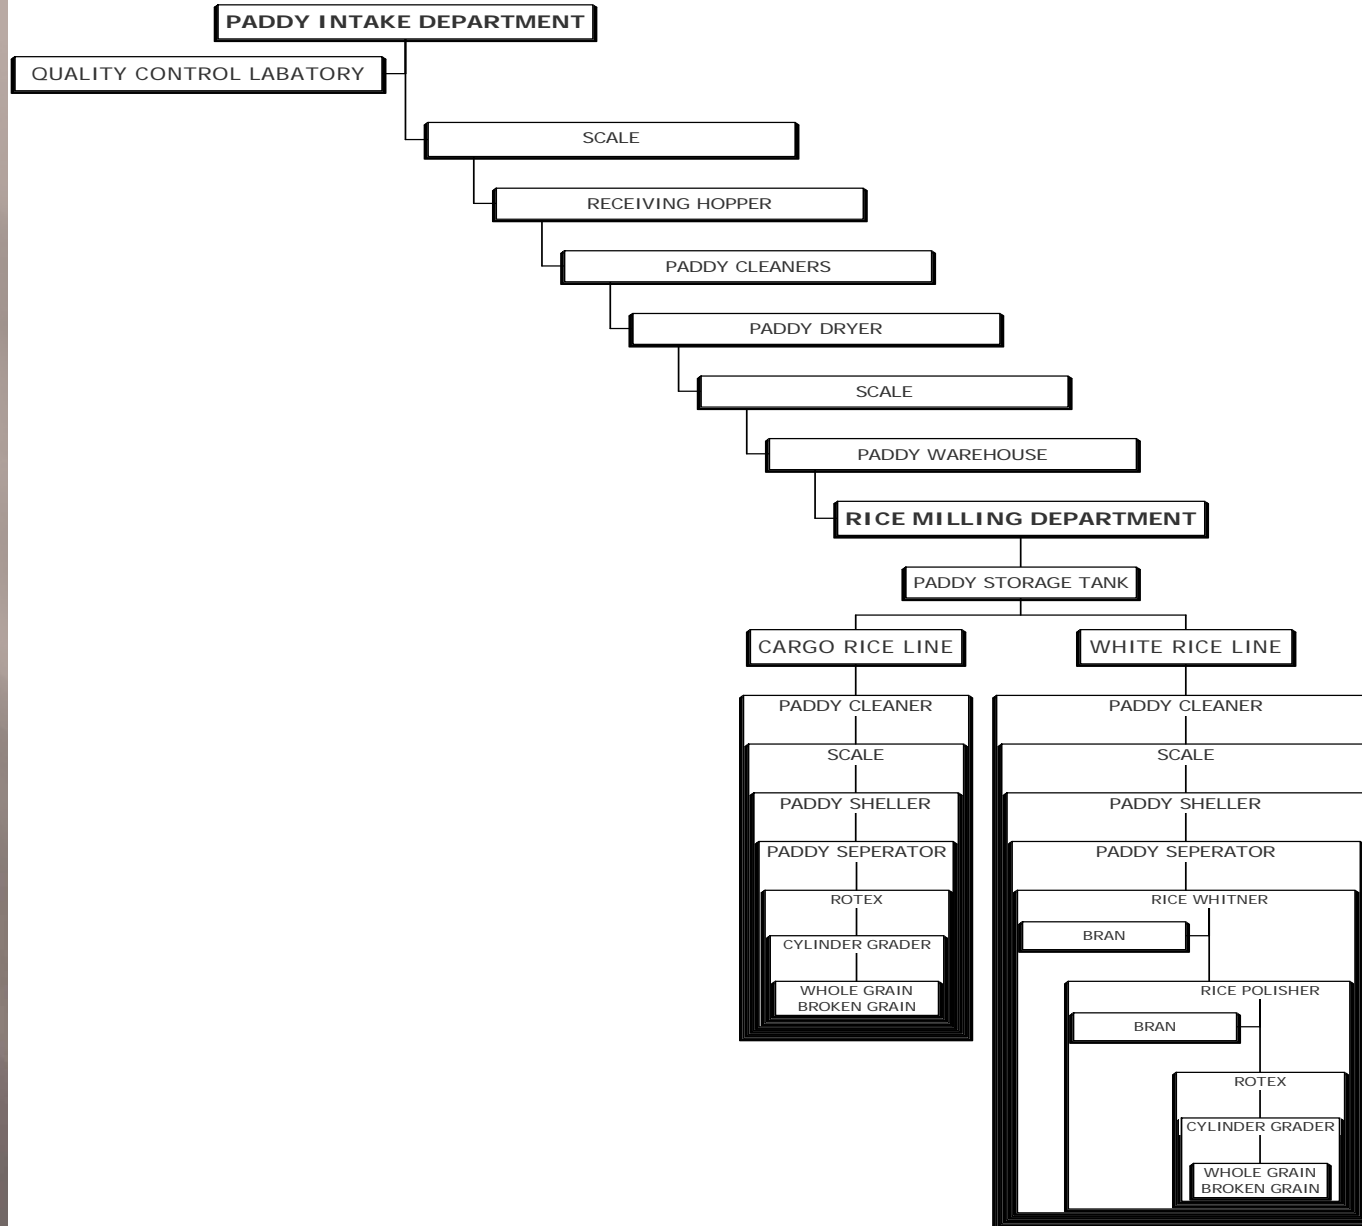 PADDY INTAKE DEPARTMENT
QUALITY CONTROL LABATORY
SCALE
RECEIVING HOPPER
PADDY CLEANERS
PADDY DRYER
SCALE
PADDY WAREHOUSE
RICE MILLING DEPARTMENT
PADDY STORAGE TANK
CARGO RICE LINE
PADDY CLEANER
SCALE
PADDY SHELLER
PADDY SEPERATOR
ROTEX
CYLINDER GRADER
WHOLE GRAIN
BROKEN GRAIN
WHITE RICE LINE
PADDY CLEANER
SCALE
PADDY SHELLER
PADDY SEPERATOR
RICE WHITNER
BRAN
RICE POLISHER
BRAN
ROTEX
CYLINDER GRADER
WHOLE GRAIN
BROKEN GRAIN